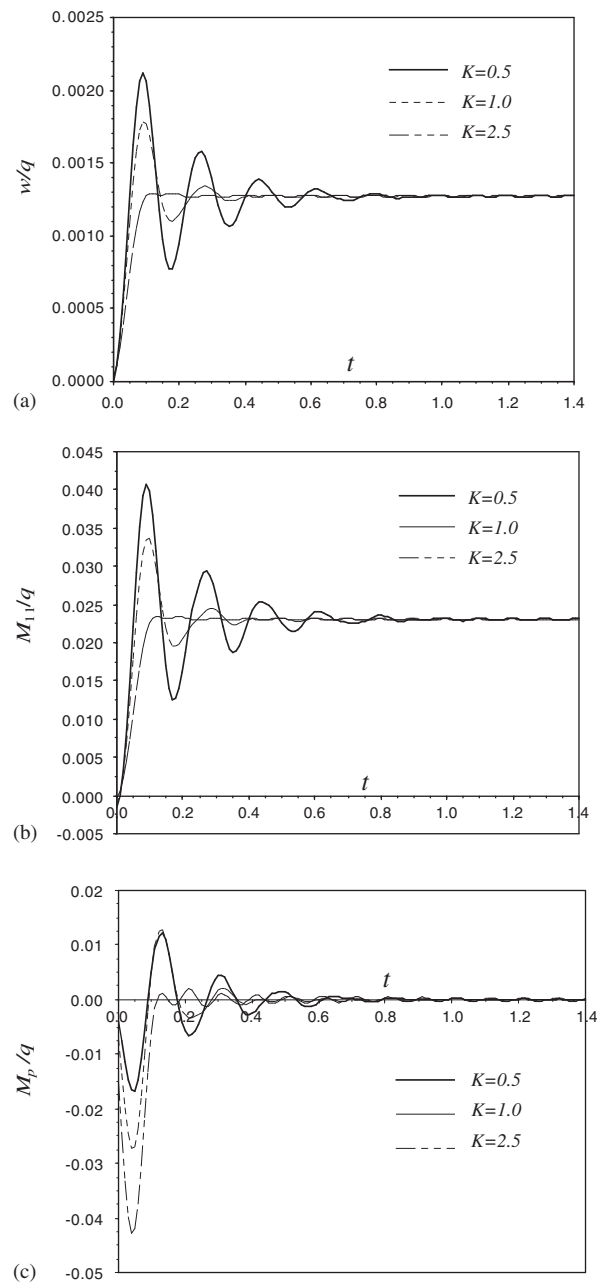 0.0025
0.0020
0.0015
0.0010
0.0005
0.0000
w/q
K=0.5
K=1.0
K=2.5
t
0.0 0.2 0.4 0.6 0.8 1.0 1.2 1.4
(a)
0.045
0.040
0.035
0.030
0.025
0.020
0.015
0.010
0.005
0.000
-0.005
M11/q
K=0.5
K=1.0
K=2.5
t
0.0 0.2 0.4 0.6 0.8 1.0 1.2 1.4
(b)
0.02
0.01
0.00
-0.01
-0.02
-0.03
-0.04
-0.05
Mp/q
t
0.0 0.2 0.4 0.6 0.8 1.0 1.2 1.4
K=0.5
K=1.0
K=2.5
(c)